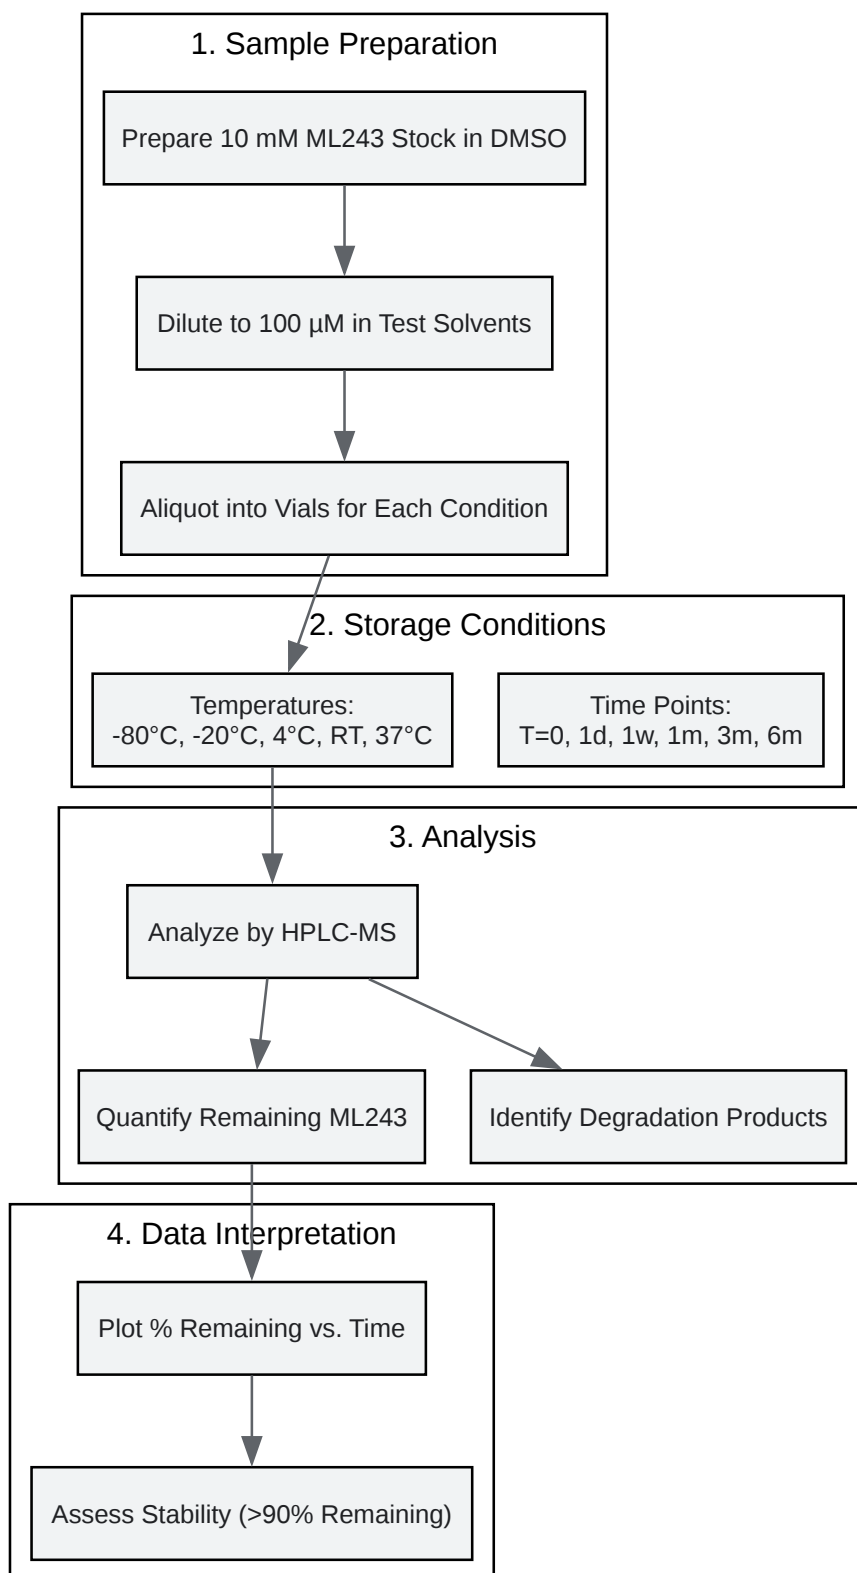 1. Sample Preparation
Prepare 10 mM ML243 Stock in DMSO
Dilute to 100 µM in Test Solvents
Aliquot into Vials for Each Condition
2. Storage Conditions
Temperatures:
-80°C, -20°C, 4°C, RT, 37°C
Time Points:
T=0, 1d, 1w, 1m, 3m, 6m
3. Analysis
Analyze by HPLC-MS
Quantify Remaining ML243
Identify Degradation Products
4. Data Interpretation
Plot % Remaining vs. Time
Assess Stability (>90% Remaining)